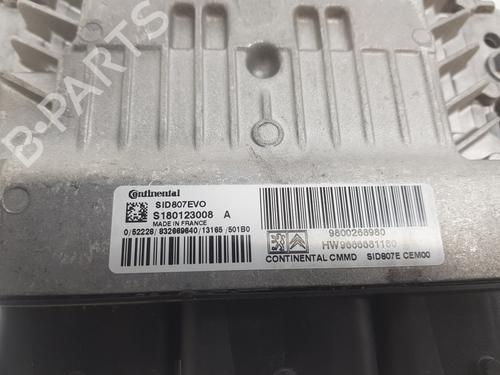 B-PARTS
Continental
SID807EVO
S180123008 A
MADE IN FRANCE
0/52228/832669640/13165/501B0
9800268980
HW9666681180
CONTINENTAL CMMD SID807E CEM00